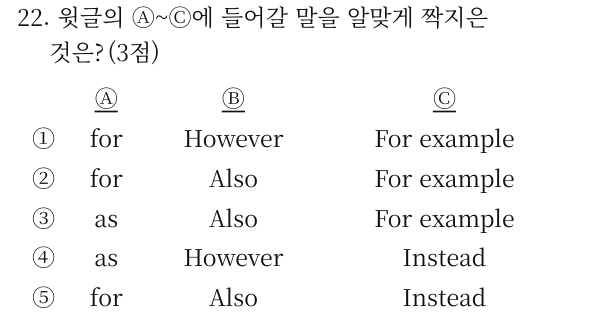 22. 윗글의 Ⓐ~Ⓒ에 들어갈 말을 알맞게 짝지은
것은? (3점)
Ⓐ Ⓑ Ⓒ
① for However For example
② for Also For example
③ as Also For example
④ as However Instead
⑤ for Also Instead